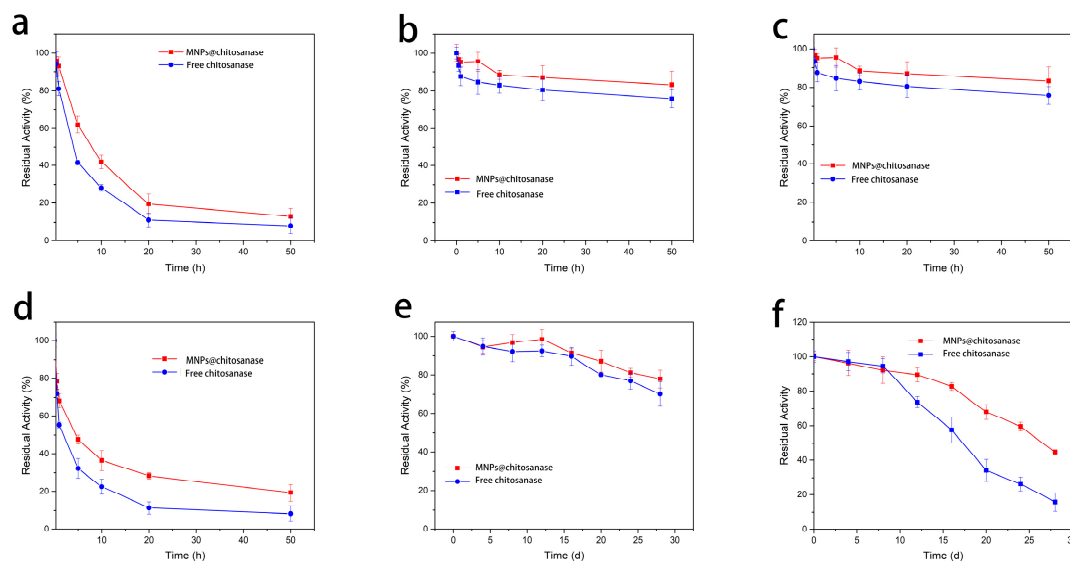 a
MNPs@chitosanase
Free chitosanase
100
80
60
40
20
0
Residual Activity (%)
10 20 30 40 50
Time (h)
b
120
100
80
60
40
20
0
Residual Activity (%)
MNPs@chitosanase
Free chitosanase
0 10 20 30 40 50
Time (h)
c
100
80
60
40
20
0
Residual Activity (%)
MNPs@chitosanase
Free chitosanase
10 20 30 40 50
Time (h)
d
MNPs@chitosanase
Free chitosanase
100
80
60
40
20
0
Residual Activity (%)
10 20 30 40 50
Time (h)
e
100
80
60
40
20
0
Residual Activity (%)
MNPs@chitosanase
Free chitosanase
0 5 10 15 20 25 30
Time (d)
f
120
100
80
60
40
20
0
Residual Activity
MNPs@chitosanase
Free chitosanase
0 5 10 15 20 25
Time (d)